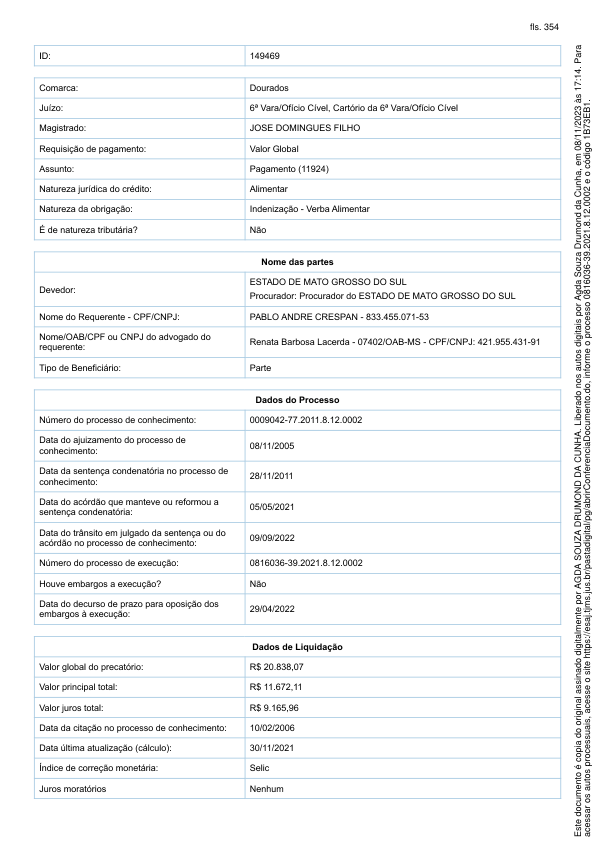 fls. 354
ID: 149469
Comarca: Dourados
Juízo: 6ª Vara/Ofício Cível, Cartório da 6ª Vara/Ofício Cível
Magistrado: JOSE DOMINGUES FILHO
Requisição de pagamento: Valor Global
Assunto: Pagamento (11924)
Natureza jurídica do crédito: Alimentar
Natureza da obrigação: Indenização - Verba Alimentar
É de natureza tributária? Não
Nome das partes
Devedor: ESTADO DE MATO GROSSO DO SUL
Procurador: Procurador do ESTADO DE MATO GROSSO DO SUL
Nome do Requerente - CPF/CNPJ: PABLO ANDRE CRESPAN - 833.455.071-53
Nome/OAB/CPF ou CNPJ do advogado do
requerente: Renata Barbosa Lacerda - 07402/OAB-MS - CPF/CNPJ: 421.955.431-91
Tipo de Beneficiário: Parte
Dados do Processo
Número do processo de conhecimento: 0009042-77.2011.8.12.0002
Data do ajuizamento do processo de
conhecimento: 08/11/2005
Data da sentença condenatória no processo de
conhecimento: 28/11/2011
Data do acórdão que manteve ou reformou a
sentença condenatória: 05/05/2021
Data do trânsito em julgado da sentença ou do
acórdão no processo de conhecimento: 09/09/2022
Número do processo de execução: 0816036-39.2021.8.12.0002
Houve embargos a execução? Não
Data do decurso de prazo para oposição dos
embargos à execução: 29/04/2022
Dados de Liquidação
Valor global do precatório: R$ 20.838,07
Valor principal total: R$ 11.672,11
Valor juros total: R$ 9.165,96
Data da citação no processo de conhecimento: 10/02/2006
Data última atualização (cálculo): 30/11/2021
Índice de correção monetária: Selic
Juros moratórios Nenhum
Este documento é copia do original assinado digitalmente por AGDA SOUZA DRUMOND DA CUNHA. Liberado nos autos digitais por Agda Souza Drumond da Cunha, em 08/11/2023 às 17:14. Para
acessar os autos processuais, acesse o site https://esaj.tjms.jus.br/pastadigital/pg/abrirConferenciaDocumento.do, informe o processo 0816036-39.2021.8.12.0002 e o código 1B73EB1.